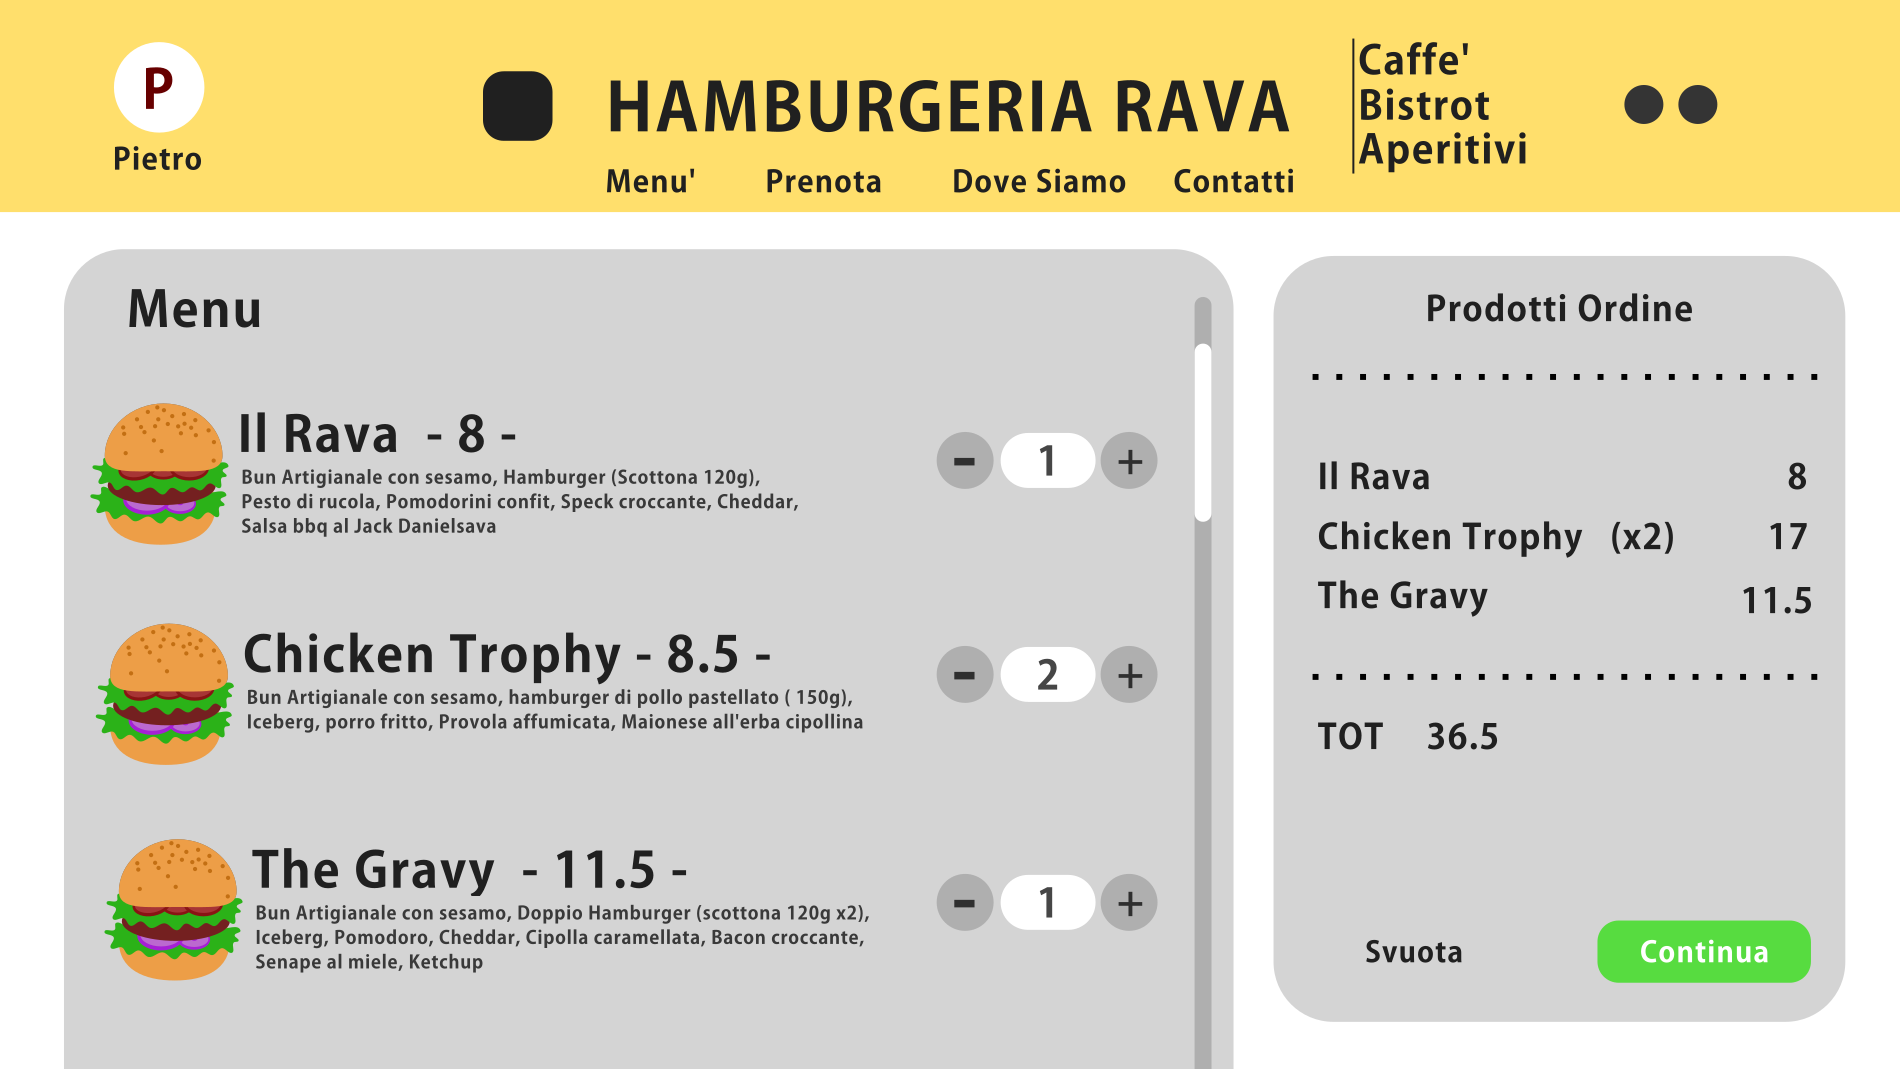 P
Pietro
HAMBURGERIA RAVA
Caffe'
Bistrot
Aperitivi
Menu' Prenota Dove Siamo Contatti
Menu
Il Rava - 8 -
Bun Artigianale con sesamo, Hamburger (Scottona 120g),
Pesto di rucola, Pomodorini confit, Speck croccante, Cheddar,
Salsa bbq al Jack Danielsava
- 1 +
Chicken Trophy - 8.5 -
Bun Artigianale con sesamo, hamburger di pollo pastellato ( 150g),
Iceberg, porro fritto, Provola affumicata, Maionese all'erba cipollina
- 2 +
The Gravy - 11.5 -
Bun Artigianale con sesamo, Doppio Hamburger (scottona 120g x2),
Iceberg, Pomodoro, Cheddar, Cipolla caramellata, Bacon croccante,
Senape al miele, Ketchup
- 1 +
Prodotti Ordine
Il Rava 8
Chicken Trophy (x2) 17
The Gravy 11.5
TOT 36.5
Svuota Continua